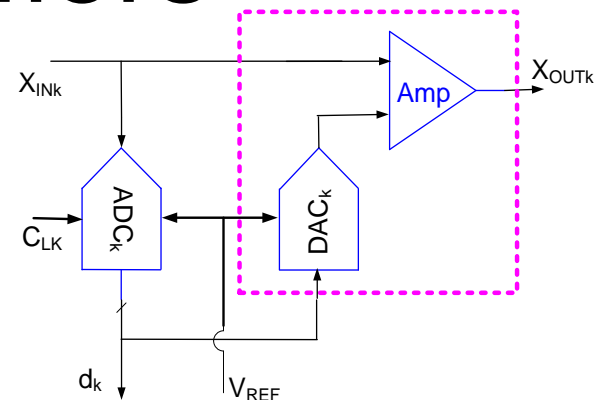 X_INk
Amp
X_OUTk
ADC_k
DAC_k
C_LK
d_k
V_REF